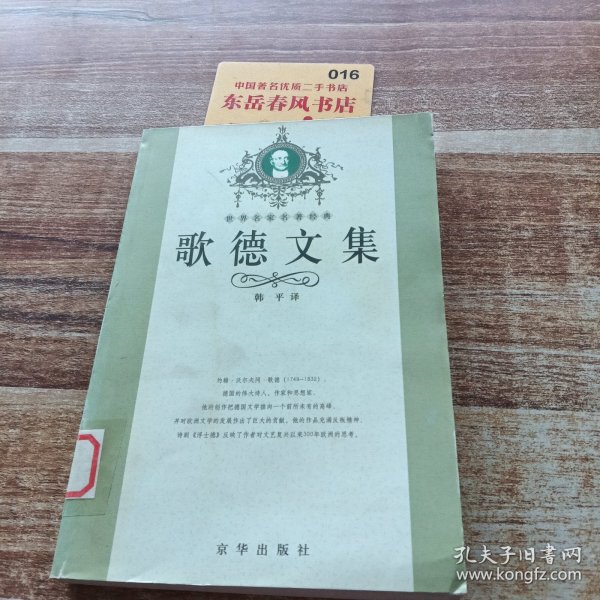 016
中国著名优质二手书店
东岳春风书店
世界名家名著经典
歌德文集
韩平译
约翰·沃尔夫冈·歌德（1749—1832），
德国的伟大诗人、作家和思想家。
他的创作把德国文学推向一个前所未有的高峰，
并对欧洲文学的发展作出了巨大的贡献。他的作品充满反叛精神，
诗剧《浮士德》反映了作者对文艺复兴以来300年欧洲的思考。
京华出版社
孔夫子旧书网
www.kongfz.com